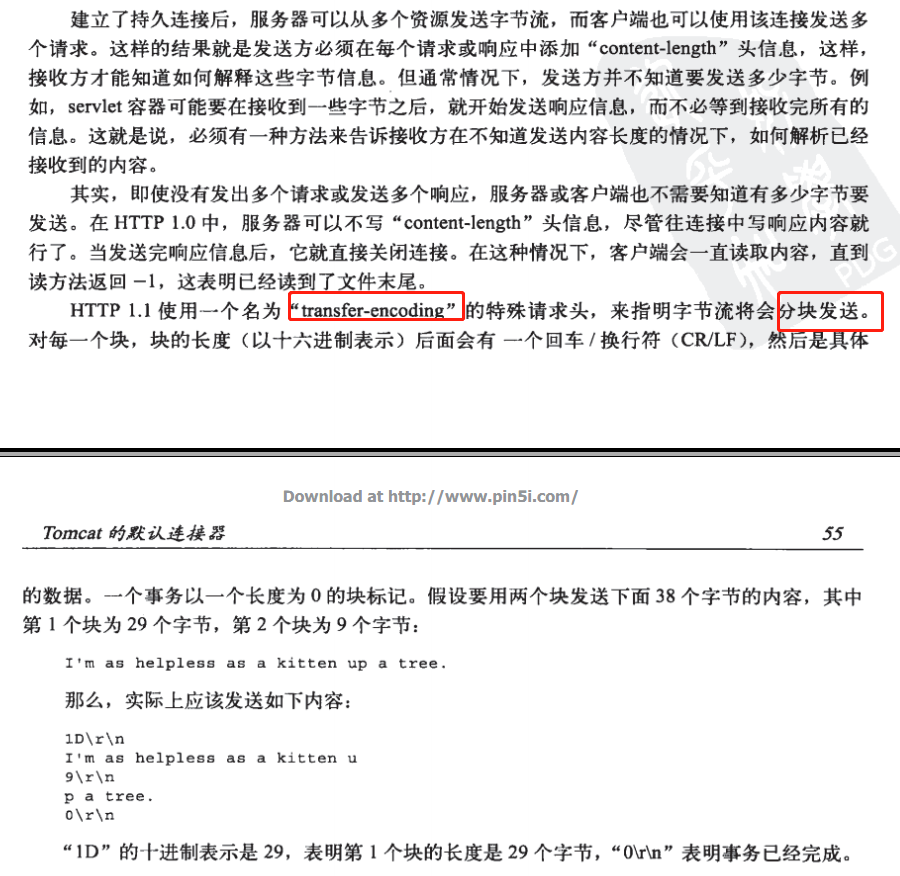 建立了持久连接后，服务器可以从多个资源发送字节流，而客户端也可以使用该连接发送多
个请求。这样的结果就是发送方必须在每个请求或响应中添加“content-length”头信息，这样，
接收方才能知道如何解释这些字节信息。但通常情况下，发送方并不知道要发送多少字节。例
如，servlet 容器可能要在接收到一些字节之后，就开始发送响应信息，而不必等到接收完所有的
信息。这就是说，必须有一种方法来告诉接收方在不知道发送内容长度的情况下，如何解析已经
接收到的内容。
其实，即使没有发出多个请求或发送多个响应，服务器或客户端也不需要知道有多少字节要
发送。在 HTTP 1.0 中，服务器可以不写“content-length”头信息，尽管往连接中写响应内容就
行了。当发送完响应信息后，它就直接关闭连接。在这种情况下，客户端会一直读取内容，直到
读方法返回 –1，这表明已经读到了文件末尾。
HTTP 1.1 使用一个名为“transfer-encoding”的特殊请求头，来指明字节流将会分块发送。
对每一个块，块的长度（以十六进制表示）后面会有 一个回车 / 换行符（CR/LF），然后是具体
PDG
Download at http://www.pin5i.com/
Tomcat 的默认连接器 55
的数据。一个事务以一个长度为 0 的块标记。假设要用两个块发送下面 38 个字节的内容，其中
第 1 个块为 29 个字节，第 2 个块为 9 个字节：
I'm as helpless as a kitten up a tree.
那么，实际上应该发送如下内容：
1D\r\n
I'm as helpless as a kitten u
9\r\n
p a tree.
0\r\n
“1D”的十进制表示是 29，表明第 1 个块的长度是 29 个字节，“0\r\n”表明事务已经完成。